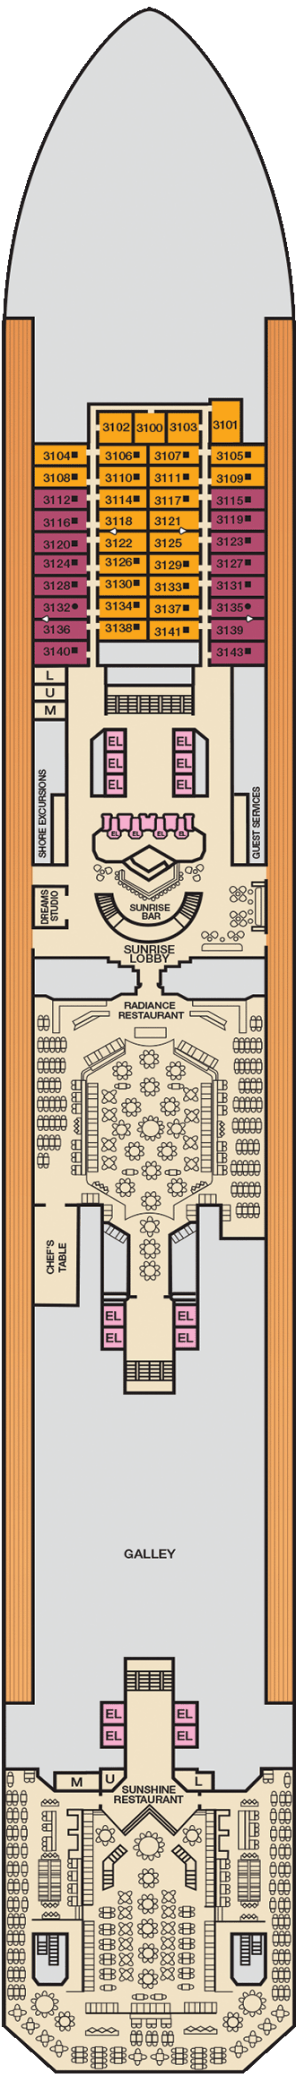 3102 3100 3103 3101
3104 3106 3107 3105
3108 3110 3111 3109
3112 3114 3117 3115
3116 3118 3121 3119
3120 3122 3125 3123
3124 3126 3129 3127
3128 3130 3133 3131
3132 3134 3137 3135
3136 3138 3141 3139
3140 3143
L
U
M
EL EL
EL EL
EL EL
SHORE EXCURSIONS
GUEST SERVICES
EL EL EL EL
DREAMS
STUDIO
SUNRISE
BAR
SUNRISE
LOBBY
RADIANCE
RESTAURANT
CHEF'S
TABLE
EL EL
EL EL
GALLEY
EL EL
EL EL
M U L
SUNSHINE
RESTAURANT